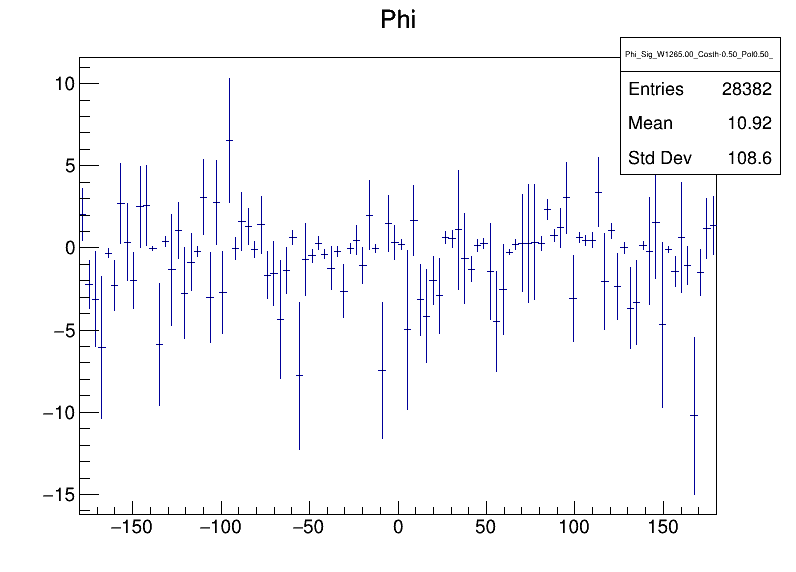 Phi
Phi_Sig_W1265.00_Costh-0.50_Pol0.50_
Entries 28382
Mean 10.92
Std Dev 108.6
10
5
0
−5
−10
−15
−150 −100 −50 0 50 100 150